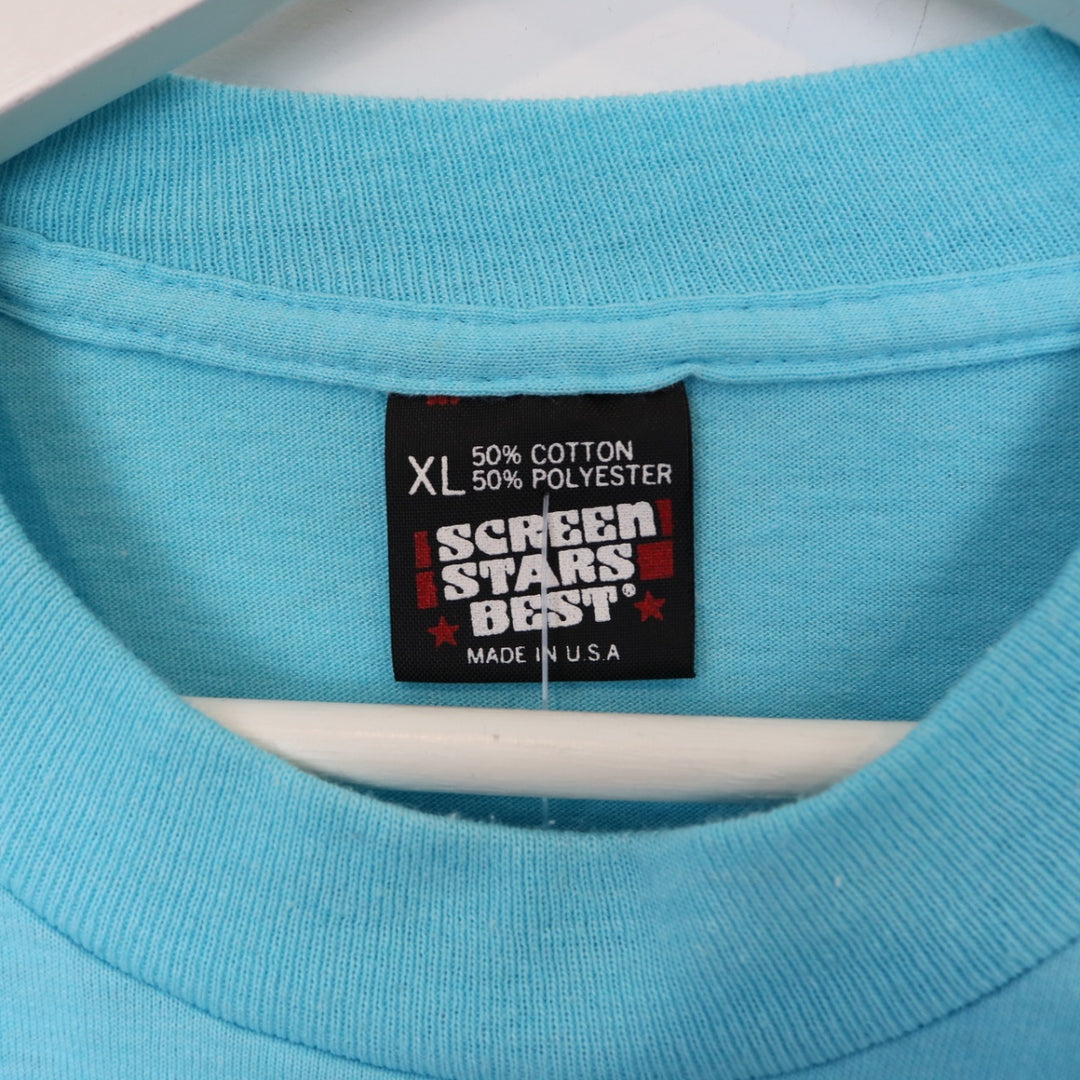 XL 50% COTTON
50% POLYESTER
SCREEN
STARS
BEST®
MADE IN U.S.A